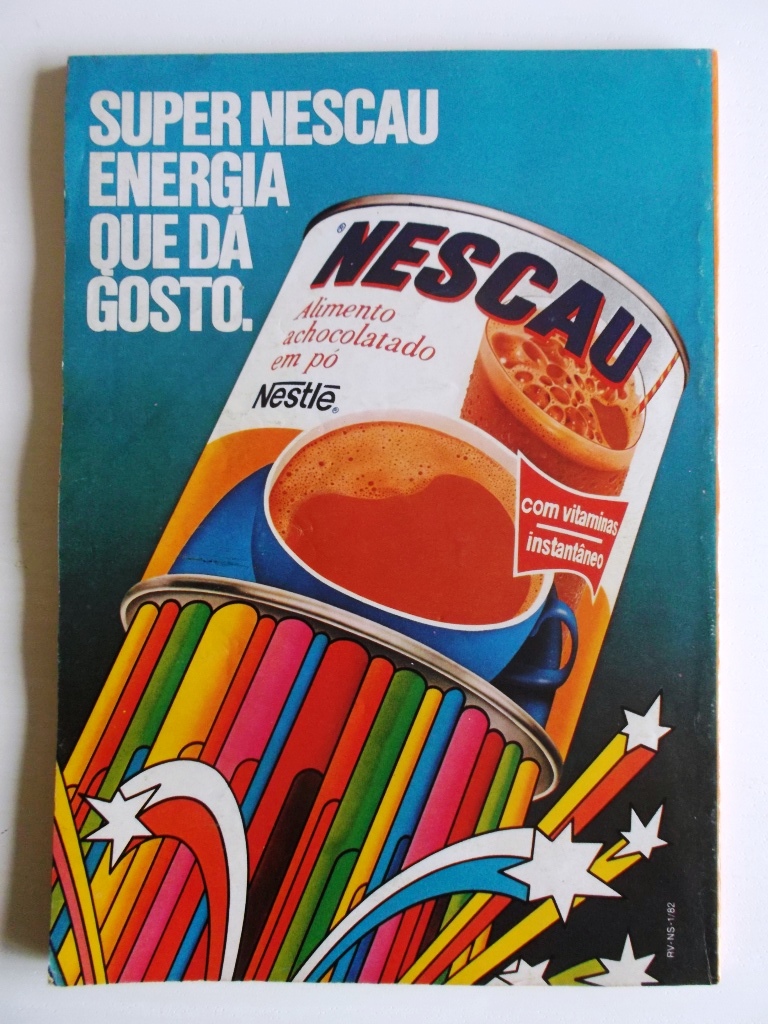 SUPER NESCAU
ENERGIA
QUE DÁ
GOSTO.
® NESCAU
Alimento
achocolatado
em pó
Nestlé®
com vitaminas
instantâneo
RV-NS-1/82